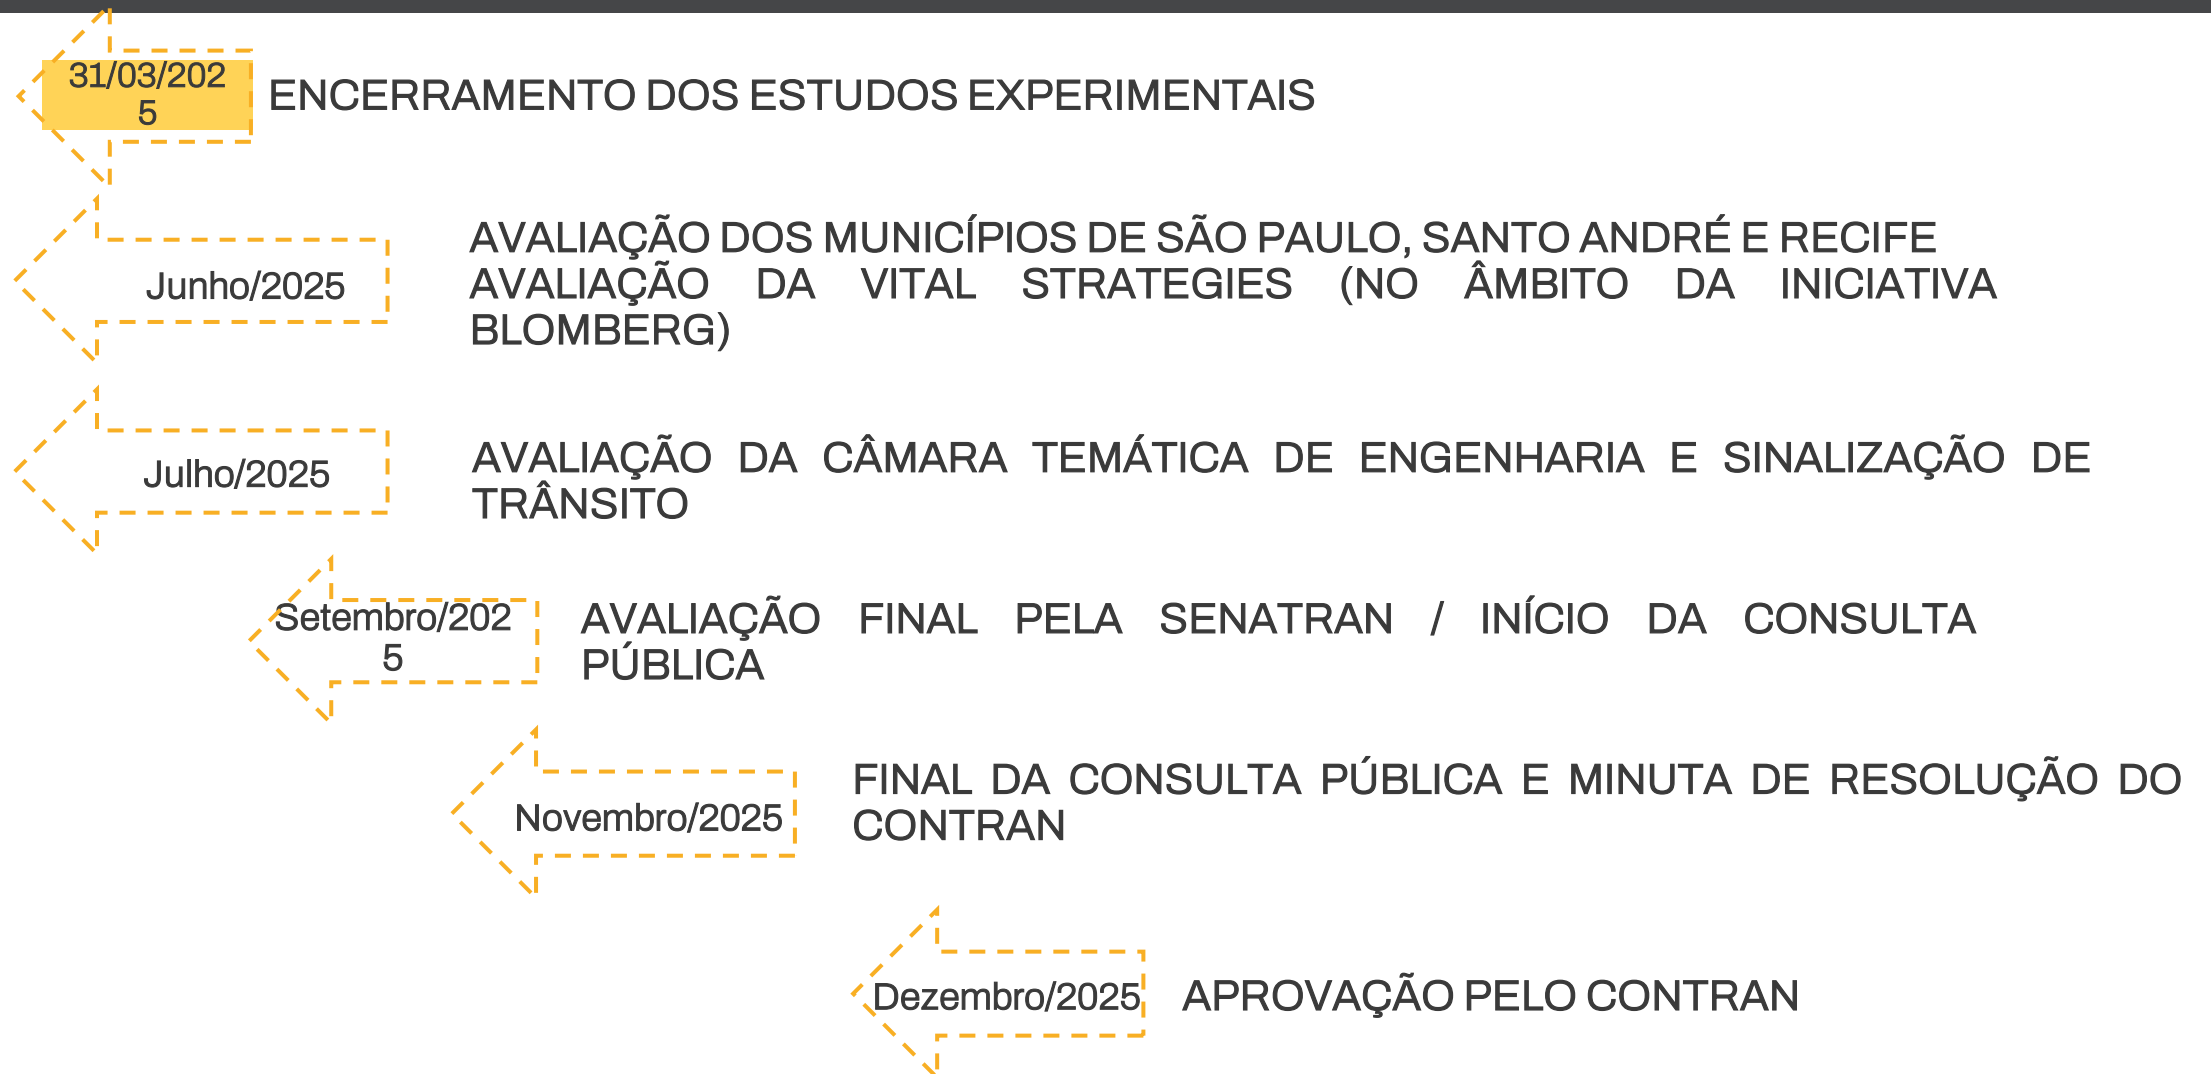 31/03/202
5
ENCERRAMENTO DOS ESTUDOS EXPERIMENTAIS
Junho/2025
AVALIAÇÃO DOS MUNICÍPIOS DE SÃO PAULO, SANTO ANDRÉ E RECIFE
AVALIAÇÃO DA VITAL STRATEGIES (NO ÂMBITO DA INICIATIVA
BLOMBERG)
Julho/2025
AVALIAÇÃO DA CÂMARA TEMÁTICA DE ENGENHARIA E SINALIZAÇÃO DE
TRÂNSITO
Setembro/202
5
AVALIAÇÃO FINAL PELA SENATRAN / INÍCIO DA CONSULTA
PÚBLICA
Novembro/2025
FINAL DA CONSULTA PÚBLICA E MINUTA DE RESOLUÇÃO DO
CONTRAN
Dezembro/2025
APROVAÇÃO PELO CONTRAN